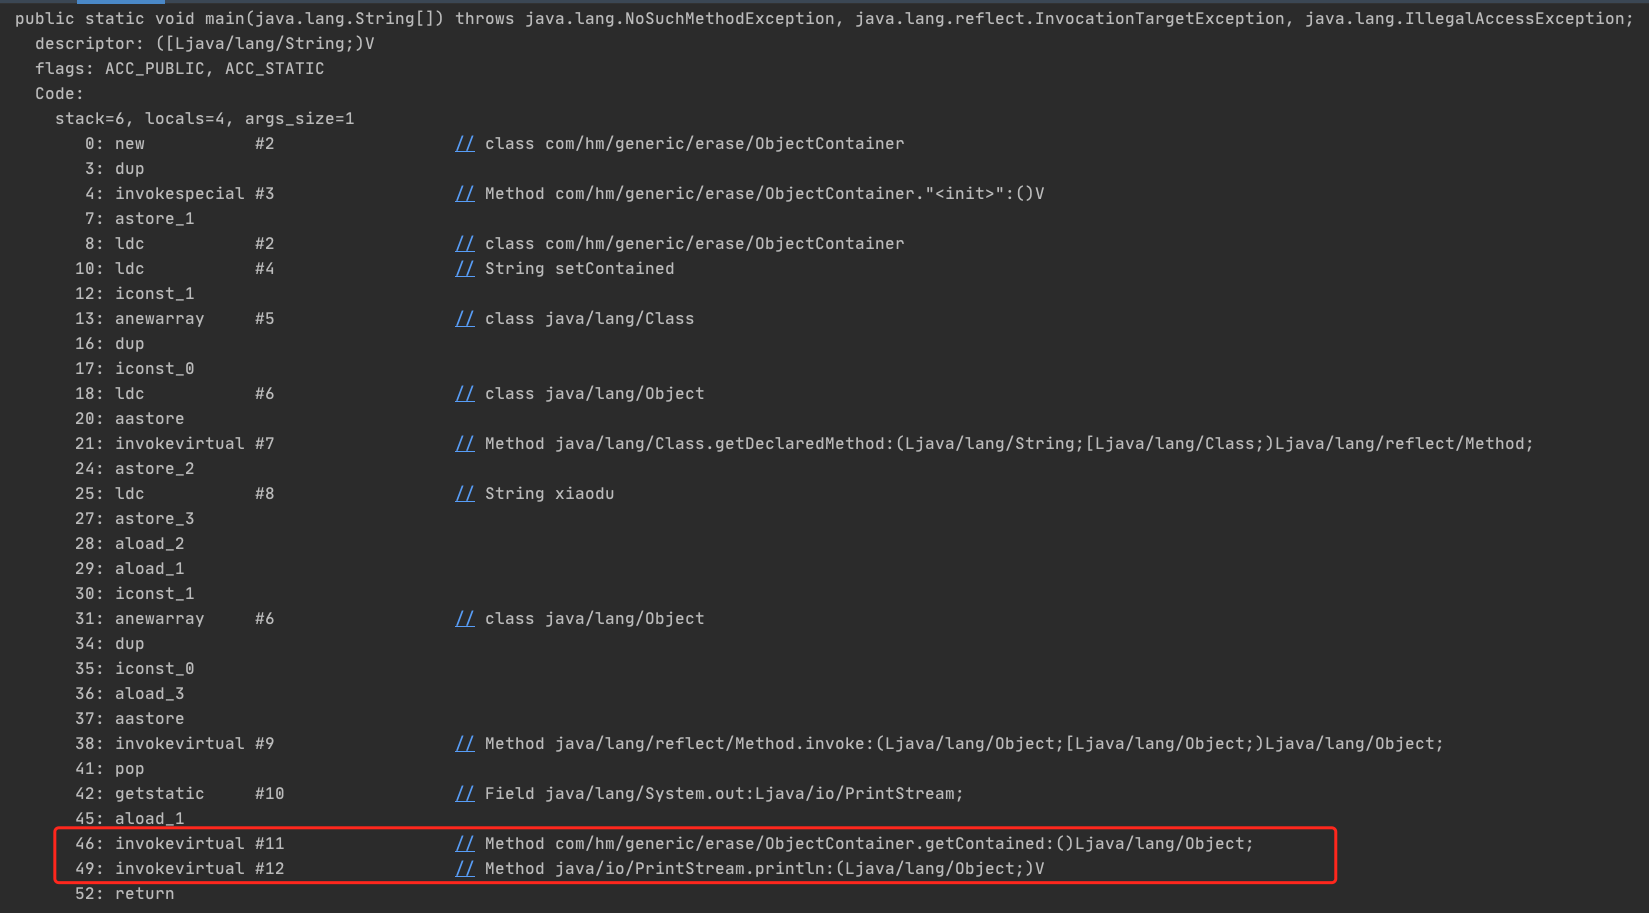 public static void main(java.lang.String[]) throws java.lang.NoSuchMethodException, java.lang.reflect.InvocationTargetException, java.lang.IllegalAccessException;
descriptor: ([Ljava/lang/String;)V
flags: ACC_PUBLIC, ACC_STATIC
Code:
stack=6, locals=4, args_size=1
0: new #2 // class com/hm/generic/erase/ObjectContainer
3: dup
4: invokespecial #3 // Method com/hm/generic/erase/ObjectContainer."<init>":()V
7: astore_1
8: ldc #2 // class com/hm/generic/erase/ObjectContainer
10: ldc #4 // String setContained
12: iconst_1
13: anewarray #5 // class java/lang/Class
16: dup
17: iconst_0
18: ldc #6 // class java/lang/Object
20: aastore
21: invokevirtual #7 // Method java/lang/Class.getDeclaredMethod:(Ljava/lang/String;[Ljava/lang/Class;)Ljava/lang/reflect/Method;
24: astore_2
25: ldc #8 // String xiaodu
27: astore_3
28: aload_2
29: aload_1
30: iconst_1
31: anewarray #6 // class java/lang/Object
34: dup
35: iconst_0
36: aload_3
37: aastore
38: invokevirtual #9 // Method java/lang/reflect/Method.invoke:(Ljava/lang/Object;[Ljava/lang/Object;)Ljava/lang/Object;
41: pop
42: getstatic #10 // Field java/lang/System.out:Ljava/io/PrintStream;
45: aload_1
46: invokevirtual #11 // Method com/hm/generic/erase/ObjectContainer.getContained:()Ljava/lang/Object;
49: invokevirtual #12 // Method java/io/PrintStream.println:(Ljava/lang/Object;)V
52: return